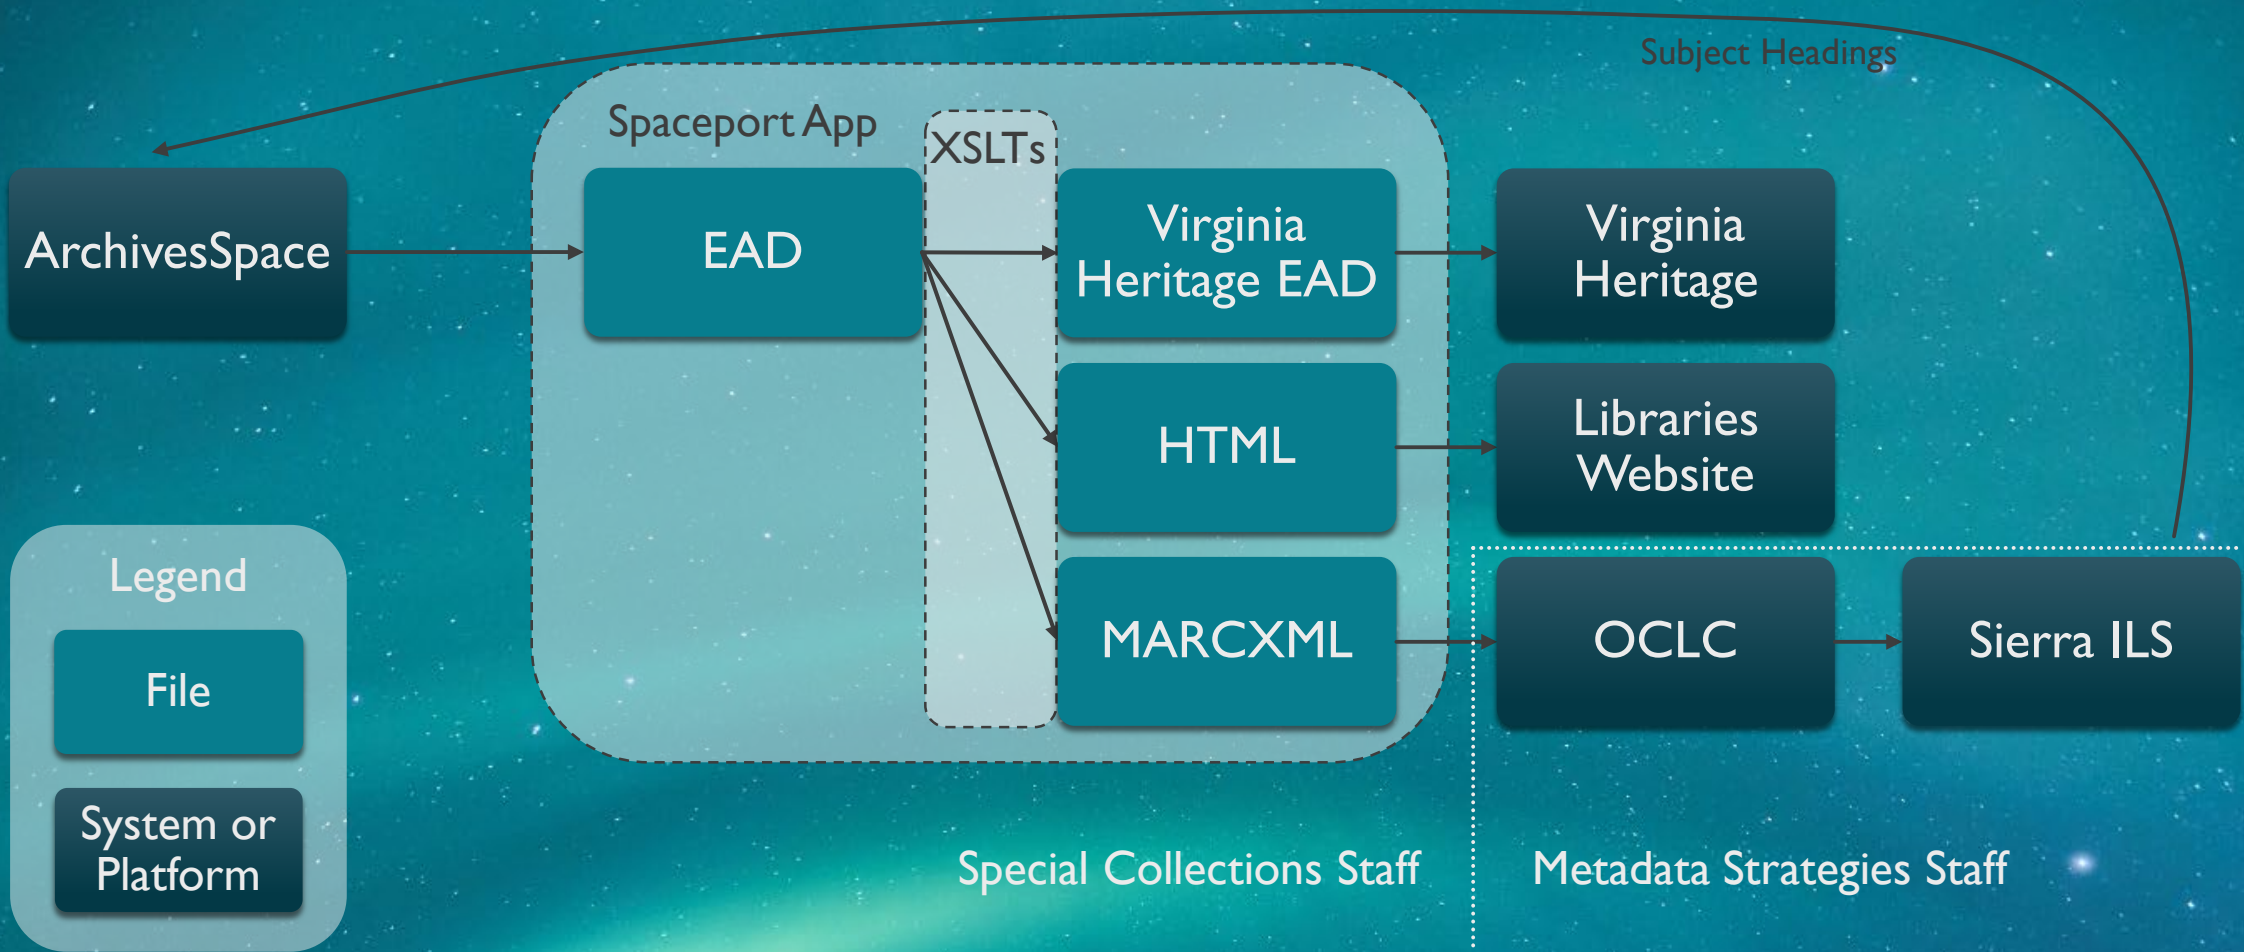 Subject Headings
Spaceport App
XSLTs
ArchivesSpace
EAD
Virginia
Heritage EAD
Virginia
Heritage
HTML
Libraries
Website
MARCXML
OCLC
Sierra ILS
Legend
File
System or
Platform
Special Collections Staff
Metadata Strategies Staff